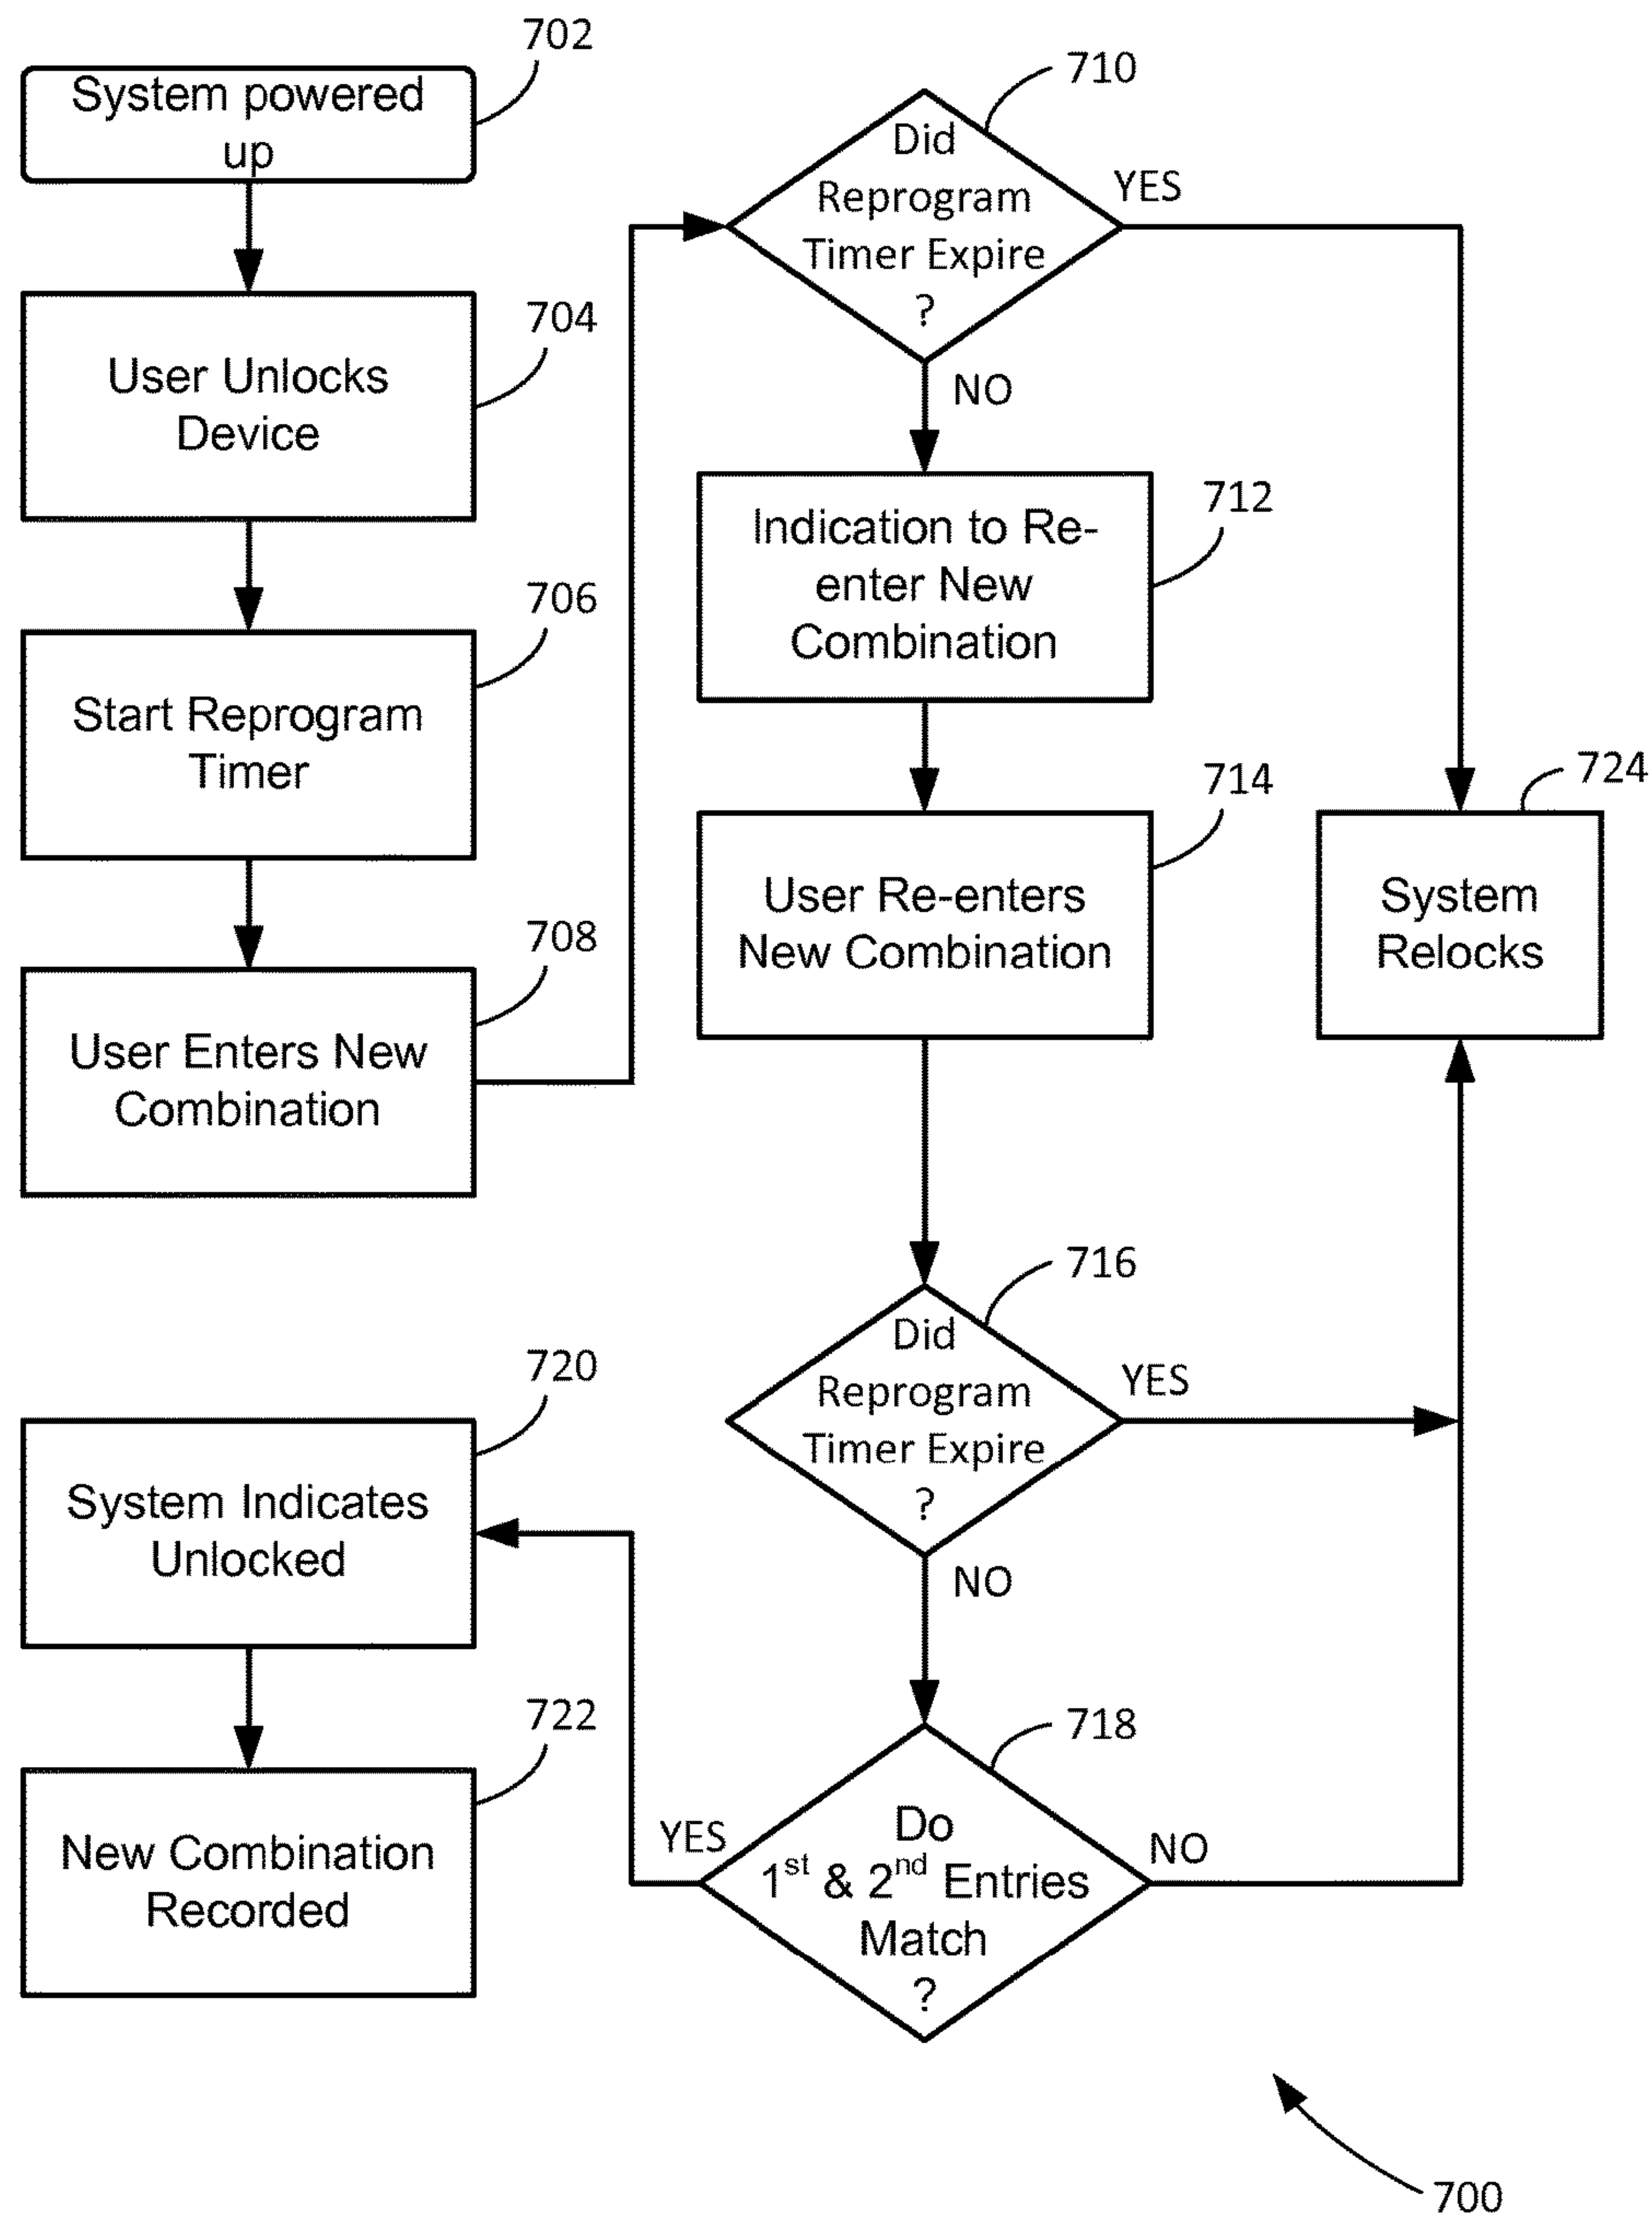 702
System powered
up
704
User Unlocks
Device
706
Start Reprogram
Timer
708
User Enters New
Combination
710
Did
Reprogram
Timer Expire
?
YES
NO
712
Indication to Re-
enter New
Combination
714
User Re-enters
New Combination
724
System
Relocks
716
Did
Reprogram
Timer Expire
?
YES
NO
718
Do
1st & 2nd Entries
Match
?
YES
NO
720
System Indicates
Unlocked
722
New Combination
Recorded
700